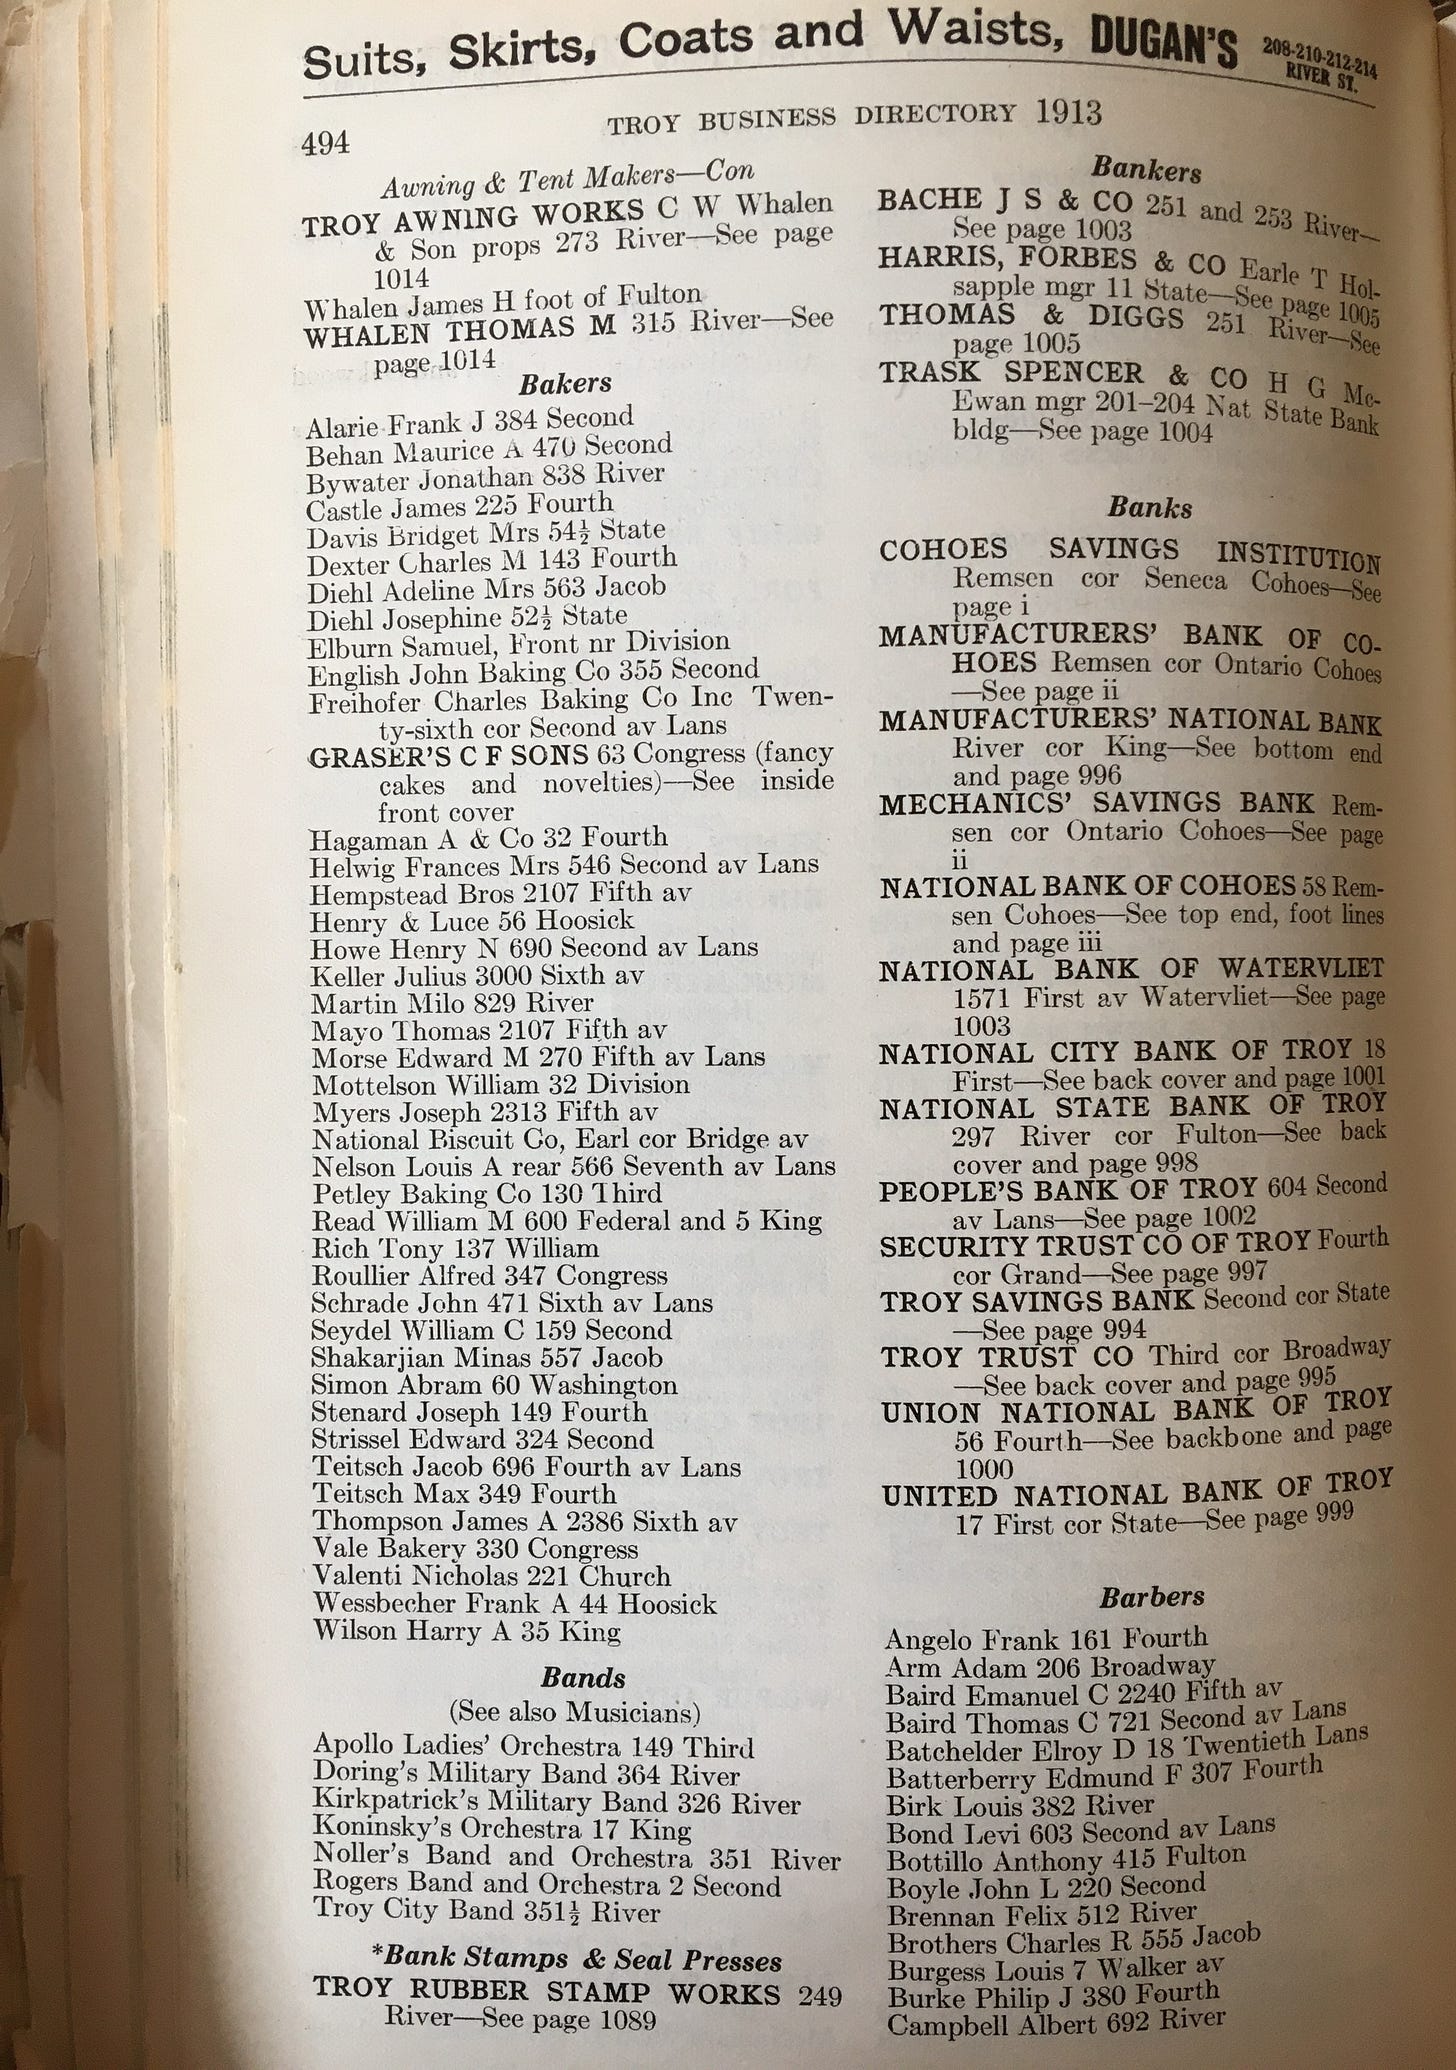 Suits, Skirts, Coats and Waists, DUGAN'S 208-210-212-214
RIVER ST.
494
TROY BUSINESS DIRECTORY 1913
Awning & Tent Makers—Con
TROY AWNING WORKS C W Whalen
& Son props 273 River—See page
1014
Whalen James H foot of Fulton
WHALEN THOMAS M 315 River—See
page 1014
Bakers
Alarie Frank J 384 Second
Behan Maurice A 470 Second
Bywater Jonathan 838 River
Castle James 225 Fourth
Davis Bridget Mrs 54½ State
Dexter Charles M 143 Fourth
Diehl Adeline Mrs 563 Jacob
Diehl Josephine 52½ State
Elburn Samuel, Front nr Division
English John Baking Co 355 Second
Freihofer Charles Baking Co Inc Twen-
ty-sixth cor Second av Lans
GRASER'S C F SONS 63 Congress (fancy
cakes and novelties)—See inside
front cover
Hagaman A & Co 32 Fourth
Helwig Frances Mrs 546 Second av Lans
Hempstead Bros 2107 Fifth av
Henry & Luce 56 Hoosick
Howe Henry N 690 Second av Lans
Keller Julius 3000 Sixth av
Martin Milo 829 River
Mayo Thomas 2107 Fifth av
Morse Edward M 270 Fifth av Lans
Mottelson William 32 Division
Myers Joseph 2313 Fifth av
National Biscuit Co, Earl cor Bridge av
Nelson Louis A rear 566 Seventh av Lans
Petley Baking Co 130 Third
Read William M 600 Federal and 5 King
Rich Tony 137 William
Roullier Alfred 347 Congress
Schrade John 471 Sixth av Lans
Seydel William C 159 Second
Shakarjian Minas 557 Jacob
Simon Abram 60 Washington
Stenard Joseph 149 Fourth
Strissel Edward 324 Second
Teitsch Jacob 696 Fourth av Lans
Teitsch Max 349 Fourth
Thompson James A 2386 Sixth av
Vale Bakery 330 Congress
Valenti Nicholas 221 Church
Wessbecher Frank A 44 Hoosick
Wilson Harry A 35 King
Bands
(See also Musicians)
Apollo Ladies' Orchestra 149 Third
Doring's Military Band 364 River
Kirkpatrick's Military Band 326 River
Koninsky's Orchestra 17 King
Noller's Band and Orchestra 351 River
Rogers Band and Orchestra 2 Second
Troy City Band 351½ River
*Bank Stamps & Seal Presses
TROY RUBBER STAMP WORKS 249
River—See page 1089
Bankers
BACHE J S & CO 251 and 253 River—
See page 1003
HARRIS, FORBES & CO Earle T Hol-
sapple mgr 11 State—See page 1005
THOMAS & DIGGS 251 River—See
page 1005
TRASK SPENCER & CO H G Mc-
Ewan mgr 201–204 Nat State Bank
bldg—See page 1004
Banks
COHOES SAVINGS INSTITUTION
Remsen cor Seneca Cohoes—See
page i
MANUFACTURERS' BANK OF CO-
HOES Remsen cor Ontario Cohoes
—See page ii
MANUFACTURERS' NATIONAL BANK
River cor King—See bottom end
and page 996
MECHANICS' SAVINGS BANK Rem-
sen cor Ontario Cohoes—See page
ii
NATIONAL BANK OF COHOES 58 Rem-
sen Cohoes—See top end, foot lines
and page iii
NATIONAL BANK OF WATERVLIET
1571 First av Watervliet—See page
1003
NATIONAL CITY BANK OF TROY 18
First—See back cover and page 1001
NATIONAL STATE BANK OF TROY
297 River cor Fulton—See back
cover and page 998
PEOPLE'S BANK OF TROY 604 Second
av Lans—See page 1002
SECURITY TRUST CO OF TROY Fourth
cor Grand—See page 997
TROY SAVINGS BANK Second cor State
—See page 994
TROY TRUST CO Third cor Broadway
—See back cover and page 995
UNION NATIONAL BANK OF TROY
56 Fourth—See backbone and page
1000
UNITED NATIONAL BANK OF TROY
17 First cor State—See page 999
Barbers
Angelo Frank 161 Fourth
Arm Adam 206 Broadway
Baird Emanuel C 2240 Fifth av
Baird Thomas C 721 Second av Lans
Batchelder Elroy D 18 Twentieth Lans
Batterberry Edmund F 307 Fourth
Birk Louis 382 River
Bond Levi 603 Second av Lans
Bottillo Anthony 415 Fulton
Boyle John L 220 Second
Brennan Felix 512 River
Brothers Charles R 555 Jacob
Burgess Louis 7 Walker av
Burke Philip J 380 Fourth
Campbell Albert 692 River